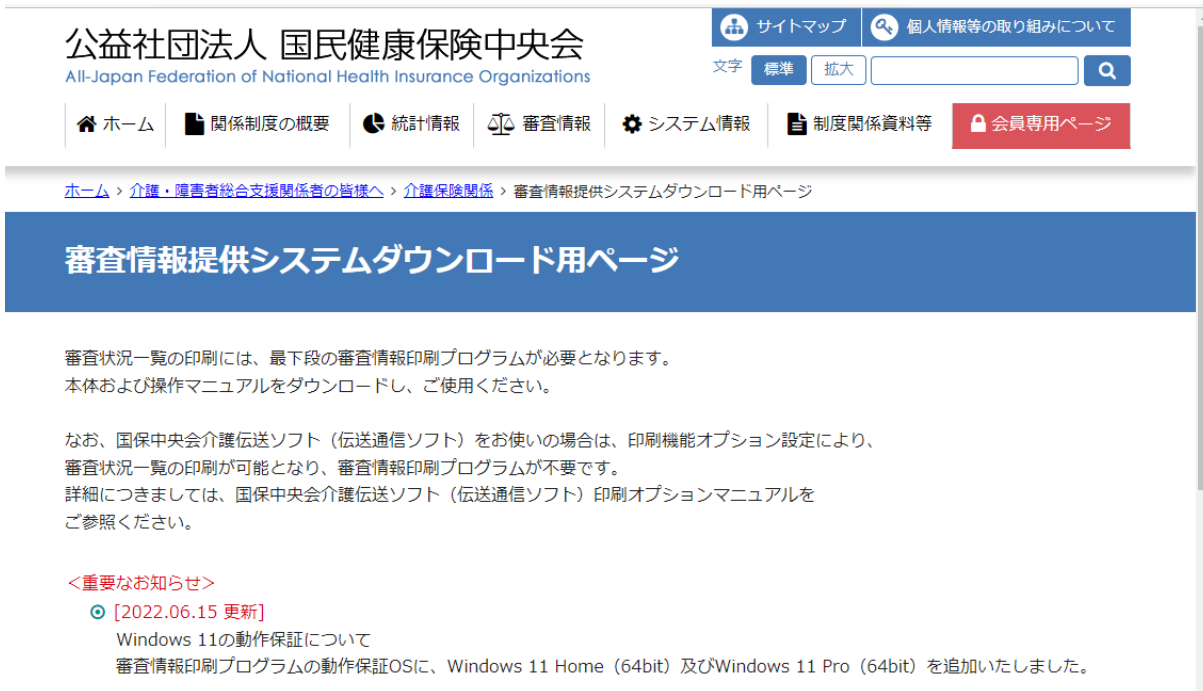 公益社団法人 国民健康保険中央会
All-Japan Federation of National Health Insurance Organizations
サイトマップ 個人情報等の取り組みについて
文字 標準 拡大
ホーム 関係制度の概要 統計情報 審査情報 システム情報 制度関係資料等 会員専用ページ
ホーム > 介護・障害者総合支援関係者の皆様へ > 介護保険関係 > 審査情報提供システムダウンロード用ページ
審査情報提供システムダウンロード用ページ
審査状況一覧の印刷には、最下段の審査情報印刷プログラムが必要となります。
本体および操作マニュアルをダウンロードし、ご使用ください。
なお、国保中央会介護伝送ソフト（伝送通信ソフト）をお使いの場合は、印刷機能オプション設定により、
審査状況一覧の印刷が可能となり、審査情報印刷プログラムが不要です。
詳細につきましては、国保中央会介護伝送ソフト（伝送通信ソフト）印刷オプションマニュアルを
ご参照ください。
＜重要なお知らせ＞
[2022.06.15 更新]
Windows 11の動作保証について
審査情報印刷プログラムの動作保証OSに、Windows 11 Home（64bit）及びWindows 11 Pro（64bit）を追加いたしました。